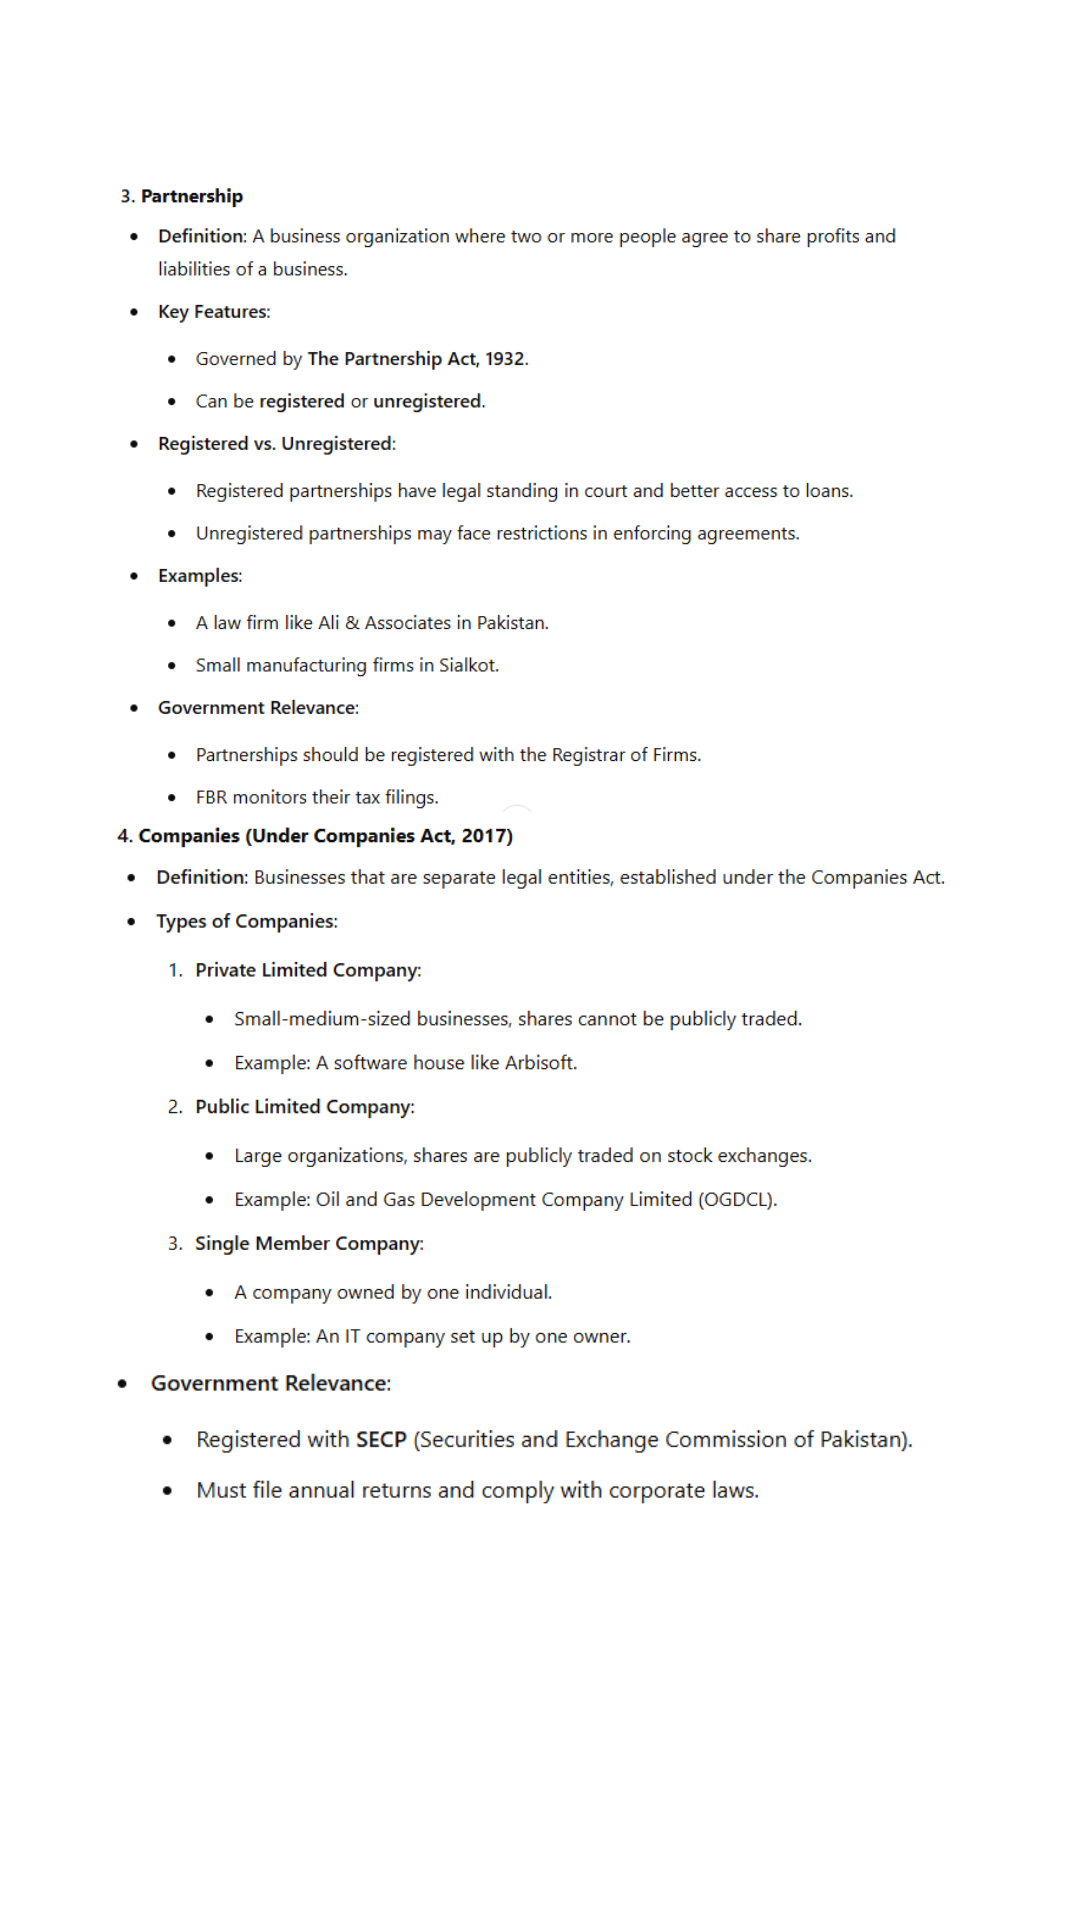 3. Partnership
• Definition: A business organization where two or more people agree to share profits and
liabilities of a business.
• Key Features:
• Governed by The Partnership Act, 1932.
• Can be registered or unregistered.
• Registered vs. Unregistered:
• Registered partnerships have legal standing in court and better access to loans.
• Unregistered partnerships may face restrictions in enforcing agreements.
• Examples:
• A law firm like Ali & Associates in Pakistan.
• Small manufacturing firms in Sialkot.
• Government Relevance:
• Partnerships should be registered with the Registrar of Firms.
• FBR monitors their tax filings.
4. Companies (Under Companies Act, 2017)
• Definition: Businesses that are separate legal entities, established under the Companies Act.
• Types of Companies:
1. Private Limited Company:
• Small-medium-sized businesses, shares cannot be publicly traded.
• Example: A software house like Arbisoft.
2. Public Limited Company:
• Large organizations, shares are publicly traded on stock exchanges.
• Example: Oil and Gas Development Company Limited (OGDCL).
3. Single Member Company:
• A company owned by one individual.
• Example: An IT company set up by one owner.
• Government Relevance:
• Registered with SECP (Securities and Exchange Commission of Pakistan).
• Must file annual returns and comply with corporate laws.